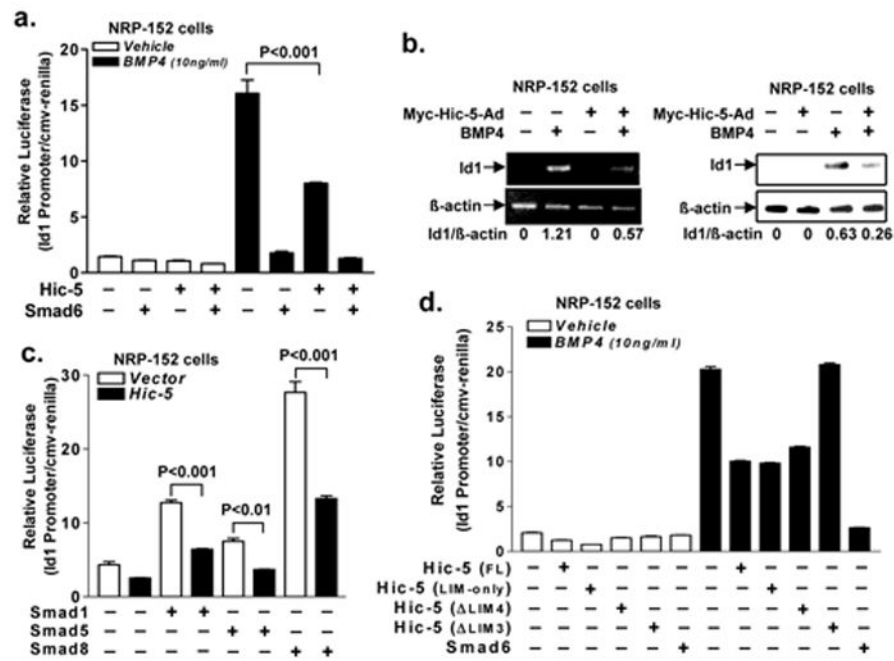 a.
NRP-152 cells
Vehicle
BMP4 (10ng/ml)
P<0.001
Relative Luciferase
(Id1 Promoter/cmv-renilla)
20
15
10
5
0
Hic-5 – – + + – – + +
Smad6 – + – + – + – +
b.
NRP-152 cells
Myc-Hic-5-Ad – – + +
BMP4 – + – +
Id1
ß-actin
Id1/ß-actin 0 1.21 0 0.57
NRP-152 cells
Myc-Hic-5-Ad – + – +
BMP4 – – + +
Id1
ß-actin
Id1/ß-actin 0 0 0.63 0.26
c.
NRP-152 cells
Vector
Hic-5
P<0.001
P<0.01
P<0.001
Relative Luciferase
(Id1 Promoter/cmv-renilla)
30
20
10
0
Smad1 – – + + – – – –
Smad5 – – – – + + – –
Smad8 – – – – – – + +
d.
NRP-152 cells
Vehicle
BMP4 (10ng/ml)
Relative Luciferase
(Id1 Promoter/cmv-renilla)
25
20
15
10
5
0
Hic-5 (FL) – + – – – – – + – – – –
Hic-5 (LIM-only) – – + – – – – – + – – –
Hic-5 (ΔLIM4) – – – + – – – – – + – –
Hic-5 (ΔLIM3) – – – – + – – – – – + –
Smad6 – – – – – + – – – – – +